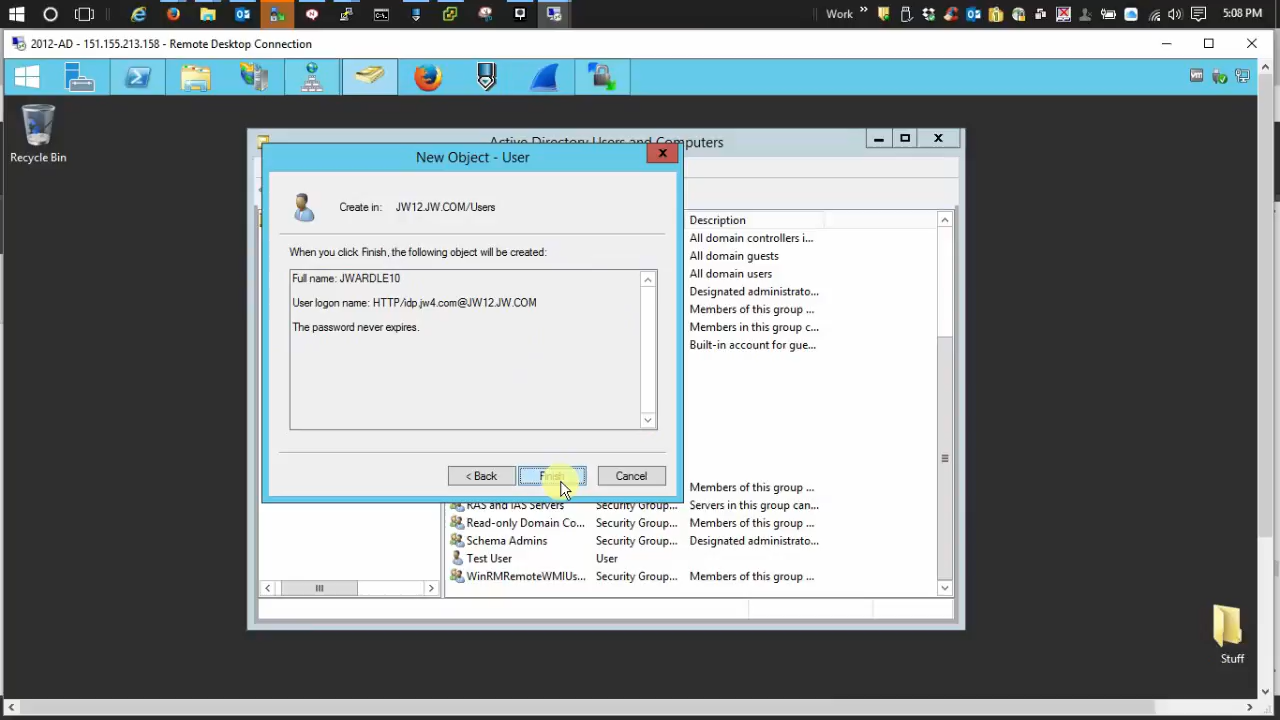 Work
5:08 PM
2012-AD - 151.155.213.158 - Remote Desktop Connection
Recycle Bin
Active Directory Users and Computers
New Object - User
Create in: JW12.JW.COM/Users
When you click Finish, the following object will be created:
Full name: JWARDLE10
User logon name: HTTP/idp.jw4.com@JW12.JW.COM
The password never expires.
< Back
Finish
Cancel
Description
All domain controllers i...
All domain guests
All domain users
Designated administrato...
Members of this group ...
Members in this group c...
Built-in account for gue...
Members of this group ...
RAS and IAS Servers Security Group... Servers in this group can...
Read-only Domain Co... Security Group... Members of this group ...
Schema Admins Security Group... Designated administrato...
Test User User
WinRMRemoteWMIUs... Security Group... Members of this group ...
Stuff